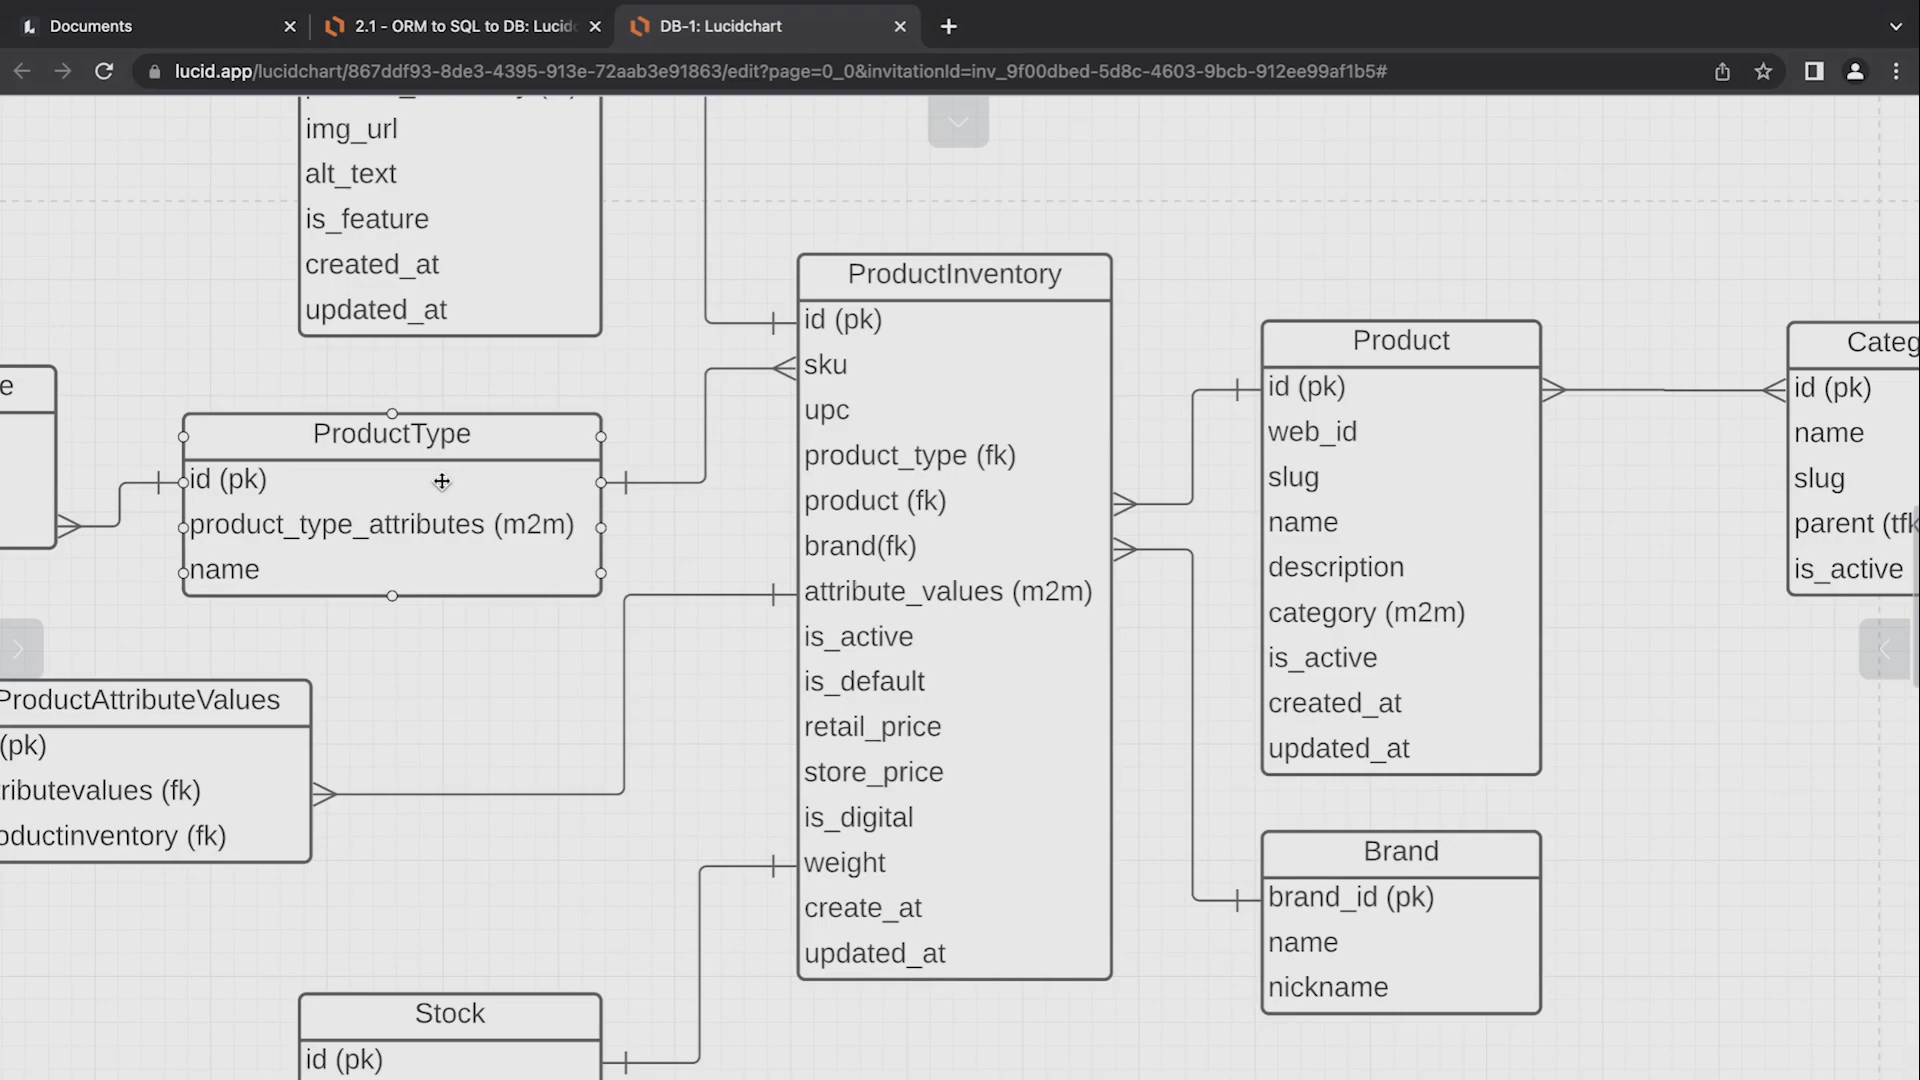 Documents
2.1 - ORM to SQL to DB: Lucid
DB-1: Lucidchart
lucid.app/lucidchart/867ddf93-8de3-4395-913e-72aab3e91863/edit?page=0_0&invitationId=inv_9f00dbed-5d8c-4603-9bcb-912ee99af1b5#
img_url
alt_text
is_feature
created_at
updated_at
e
ProductType
id (pk)
product_type_attributes (m2m)
name
ProductAttributeValues
(pk)
tributevalues (fk)
oductinventory (fk)
Stock
id (pk)
ProductInventory
id (pk)
sku
upc
product_type (fk)
product (fk)
brand(fk)
attribute_values (m2m)
is_active
is_default
retail_price
store_price
is_digital
weight
create_at
updated_at
Product
id (pk)
web_id
slug
name
description
category (m2m)
is_active
created_at
updated_at
Brand
brand_id (pk)
name
nickname
Categ
id (pk)
name
slug
parent (tfk
is_active